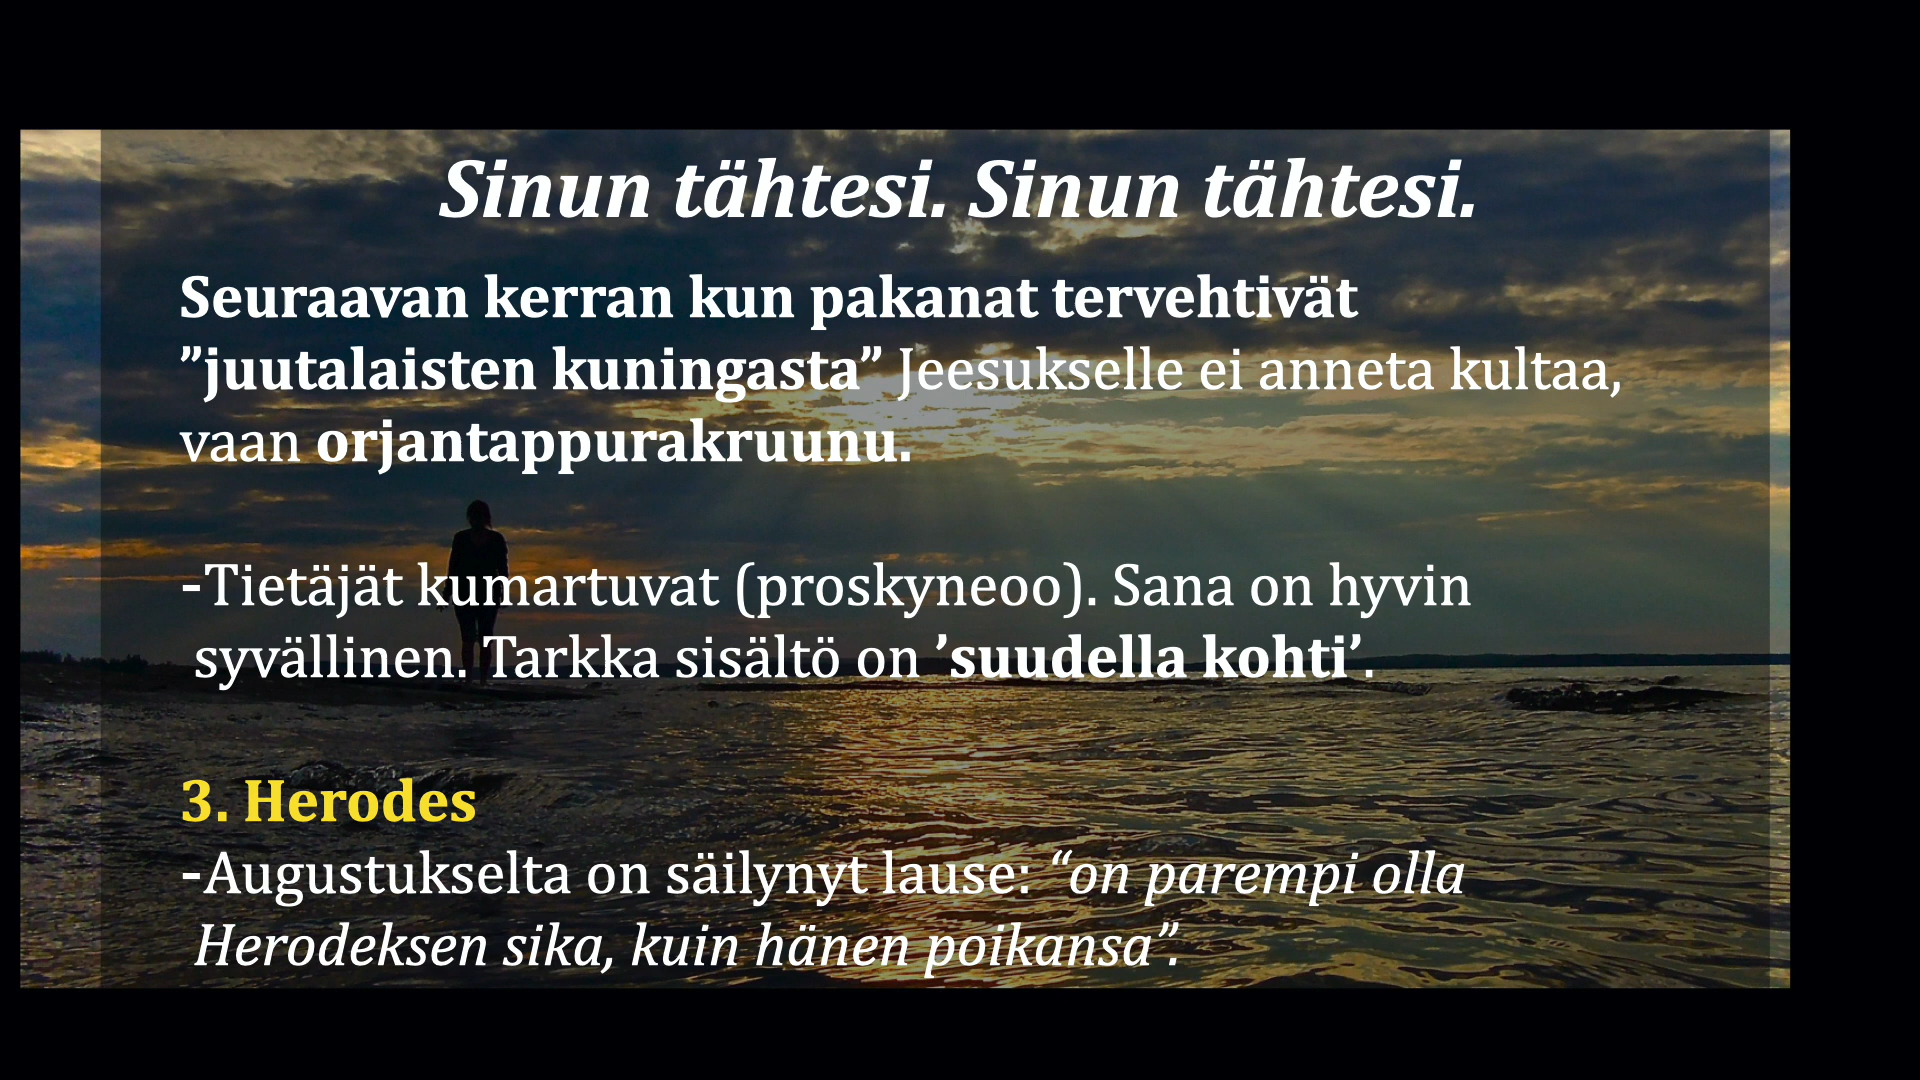 Sinun tähtesi. Sinun tähtesi.
Seuraavan kerran kun pakanat tervehtivät
”juutalaisten kuningasta” Jeesukselle ei anneta kultaa,
vaan orjantappurakruunu.
-Tietäjät kumartuvat (proskyneoo). Sana on hyvin
syvällinen. Tarkka sisältö on ’suudella kohti’.
3. Herodes
-Augustukselta on säilynyt lause: “on parempi olla
Herodeksen sika, kuin hänen poikansa”.